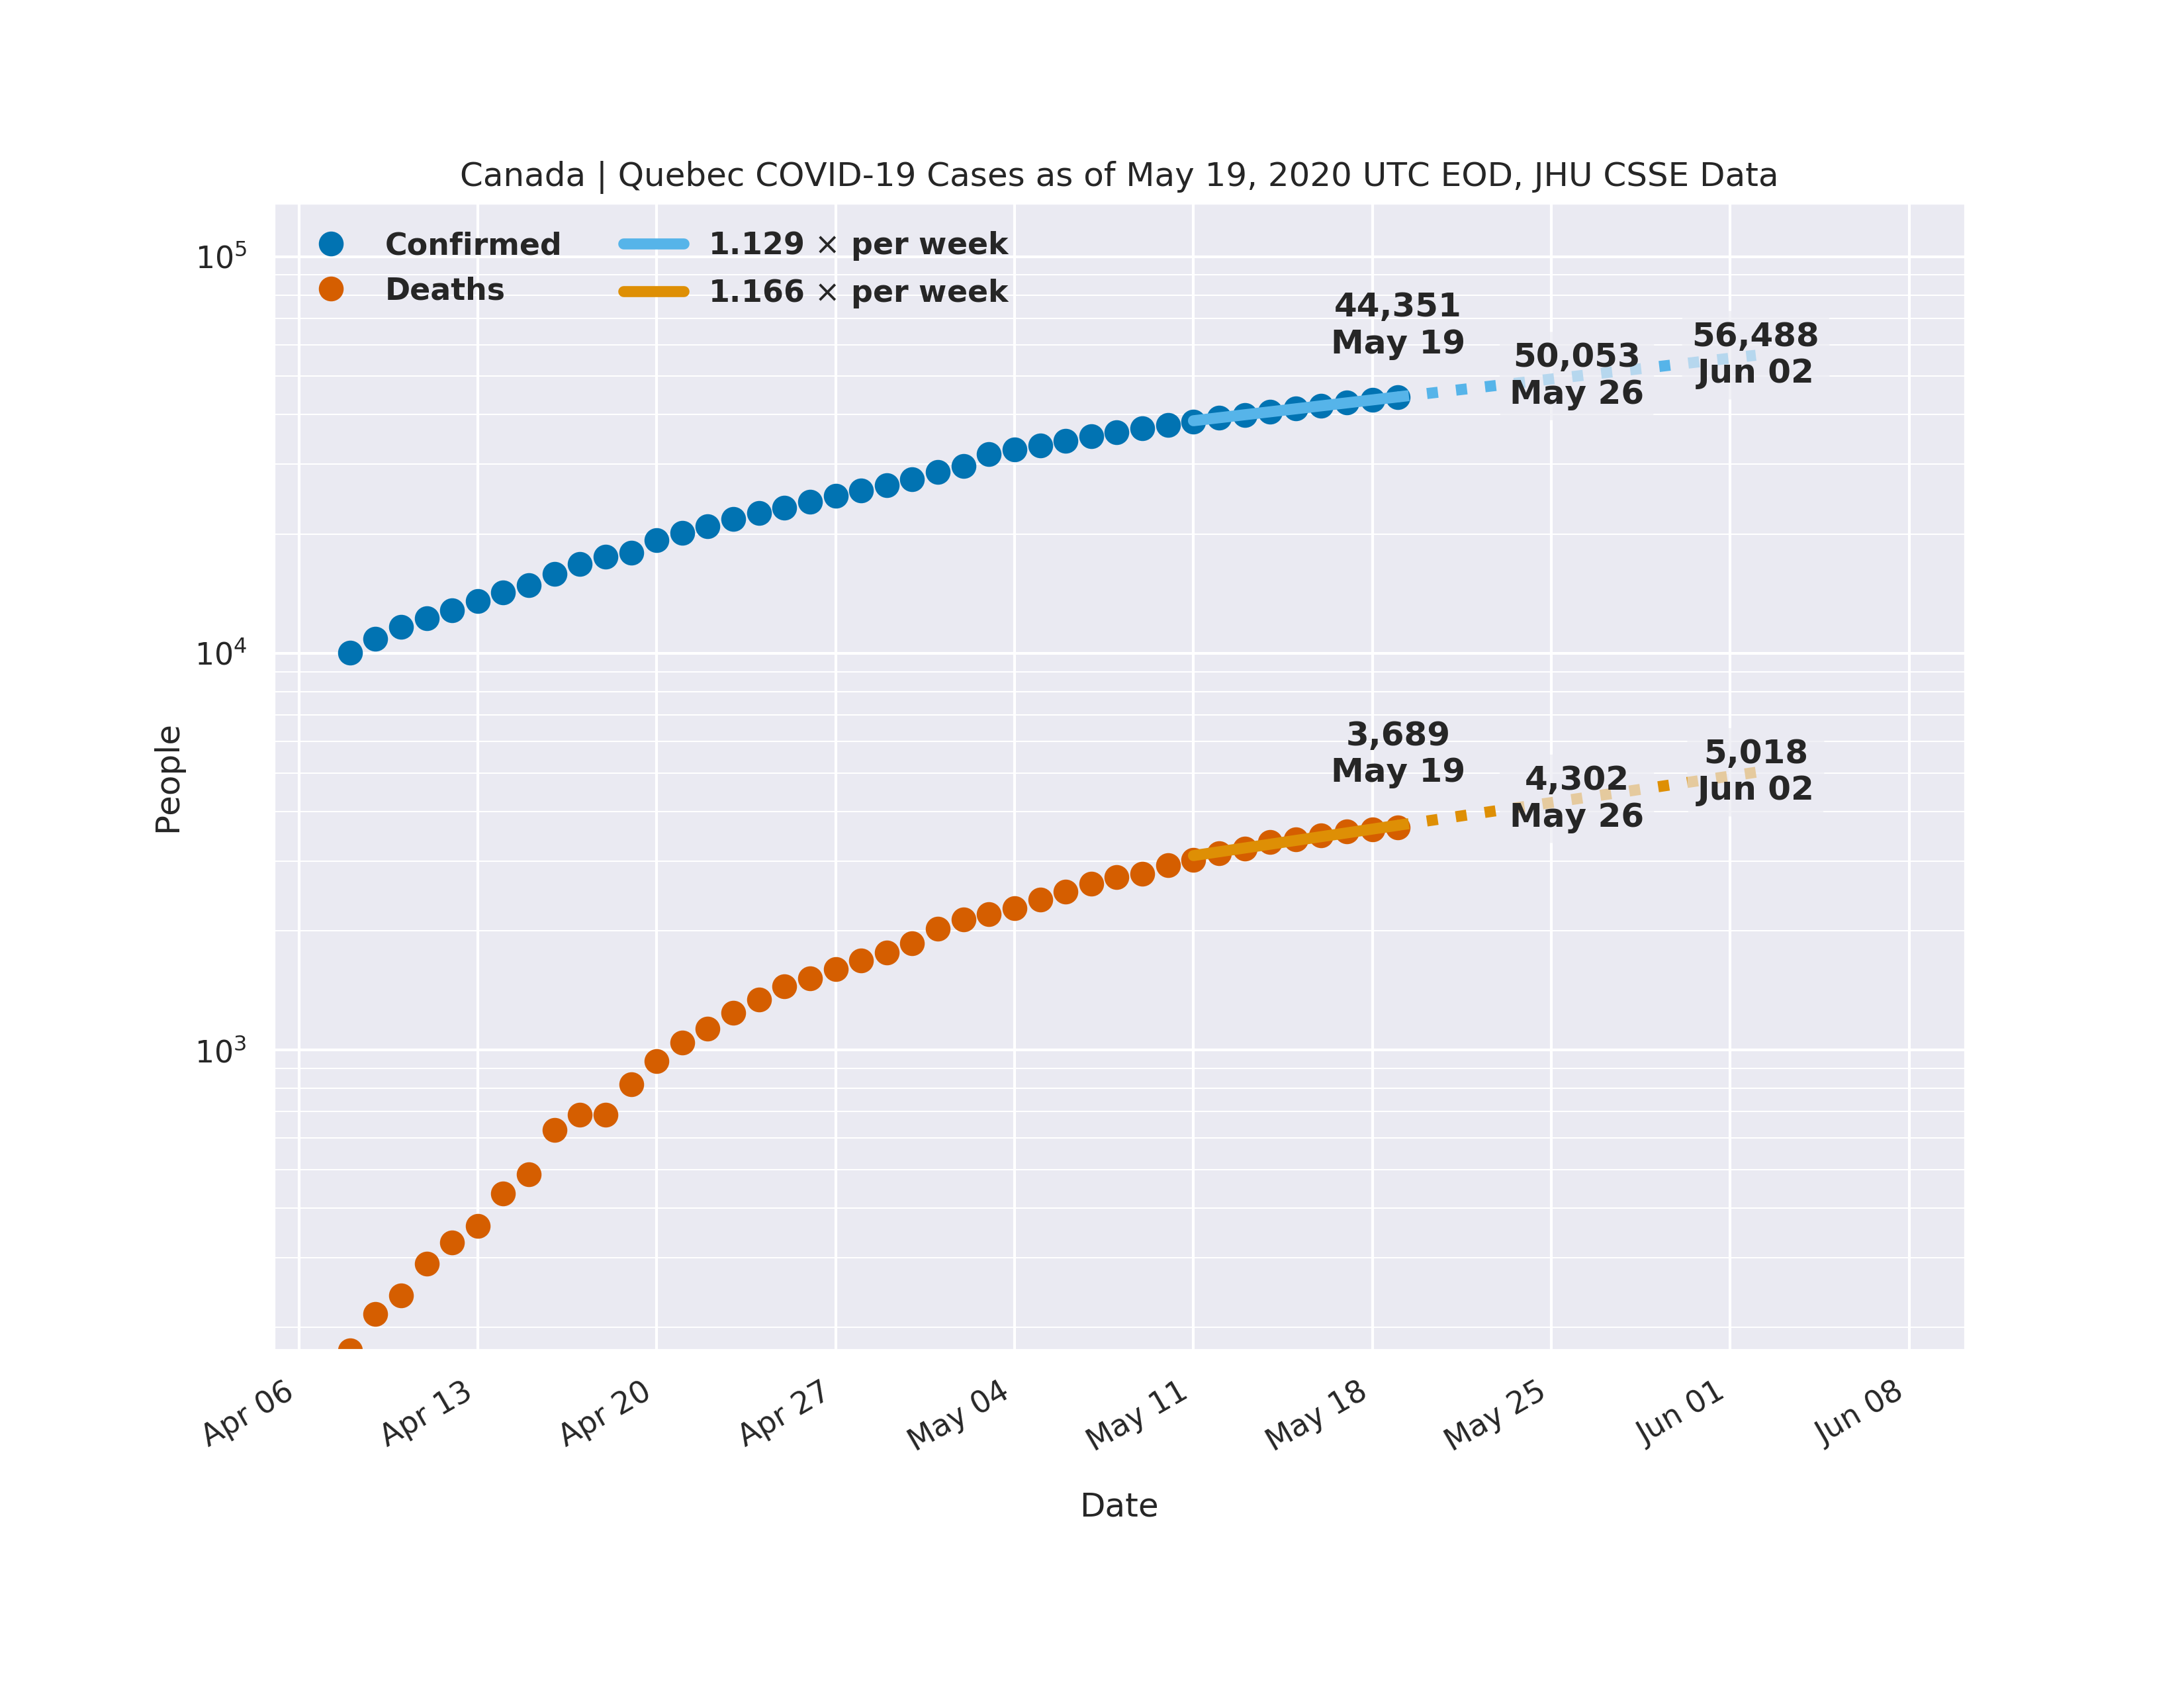 Canada | Quebec COVID-19 Cases as of May 19, 2020 UTC EOD, JHU CSSE Data
Confirmed
Deaths
1.129 × per week
1.166 × per week
44,351
May 19
50,053
May 26
56,488
Jun 02
3,689
May 19
4,302
May 26
5,018
Jun 02
10⁵
10⁴
10³
People
Apr 06
Apr 13
Apr 20
Apr 27
May 04
May 11
May 18
May 25
Jun 01
Jun 08
Date